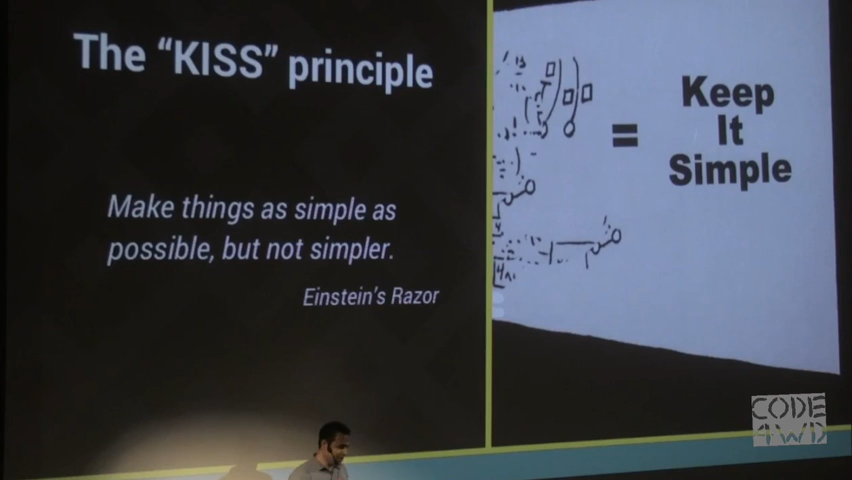 The “KISS” principle
Make things as simple as
possible, but not simpler.
Einstein's Razor
=
Keep
It
Simple
CODE
4WD